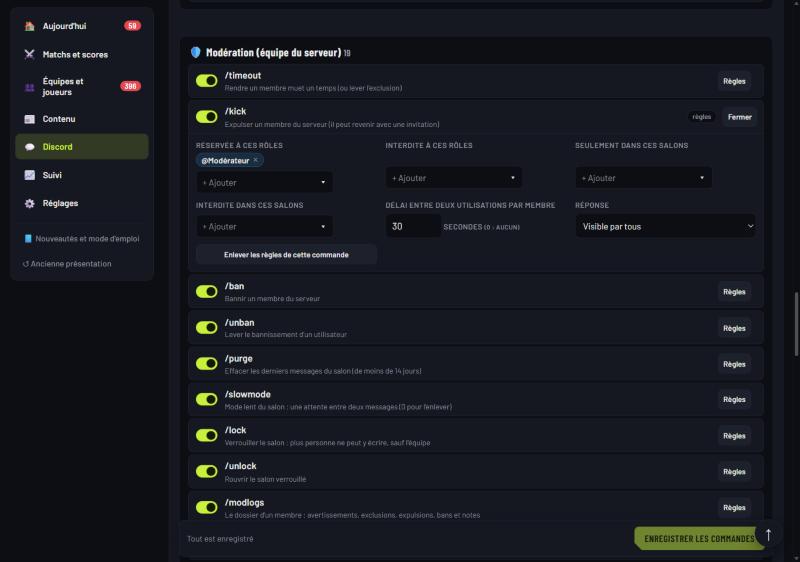 Aujourd'hui 59
Matchs et scores
Équipes et
joueurs 396
Contenu
Discord
Suivi
Réglages
Nouveautés et mode d'emploi
↺ Ancienne présentation
Modération (équipe du serveur) 19
/timeout
Rendre un membre muet un temps (ou lever l'exclusion)
Règles
/kick
Expulser un membre du serveur (il peut revenir avec une invitation)
règles Fermer
RÉSERVÉE À CES RÔLES
@Modérateur ×
+ Ajouter
INTERDITE À CES RÔLES
+ Ajouter
SEULEMENT DANS CES SALONS
+ Ajouter
INTERDITE DANS CES SALONS
+ Ajouter
DÉLAI ENTRE DEUX UTILISATIONS PAR MEMBRE
30 SECONDES (0 : AUCUN)
RÉPONSE
Visible par tous
Enlever les règles de cette commande
/ban
Bannir un membre du serveur
Règles
/unban
Lever le bannissement d'un utilisateur
Règles
/purge
Effacer les derniers messages du salon (de moins de 14 jours)
Règles
/slowmode
Mode lent du salon : une attente entre deux messages (0 pour l'enlever)
Règles
/lock
Verrouiller le salon : plus personne ne peut y écrire, sauf l'équipe
Règles
/unlock
Rouvrir le salon verrouillé
Règles
/modlogs
Le dossier d'un membre : avertissements, exclusions, expulsions, bans et notes
Règles
Tout est enregistré
ENREGISTRER LES COMMANDES
↑